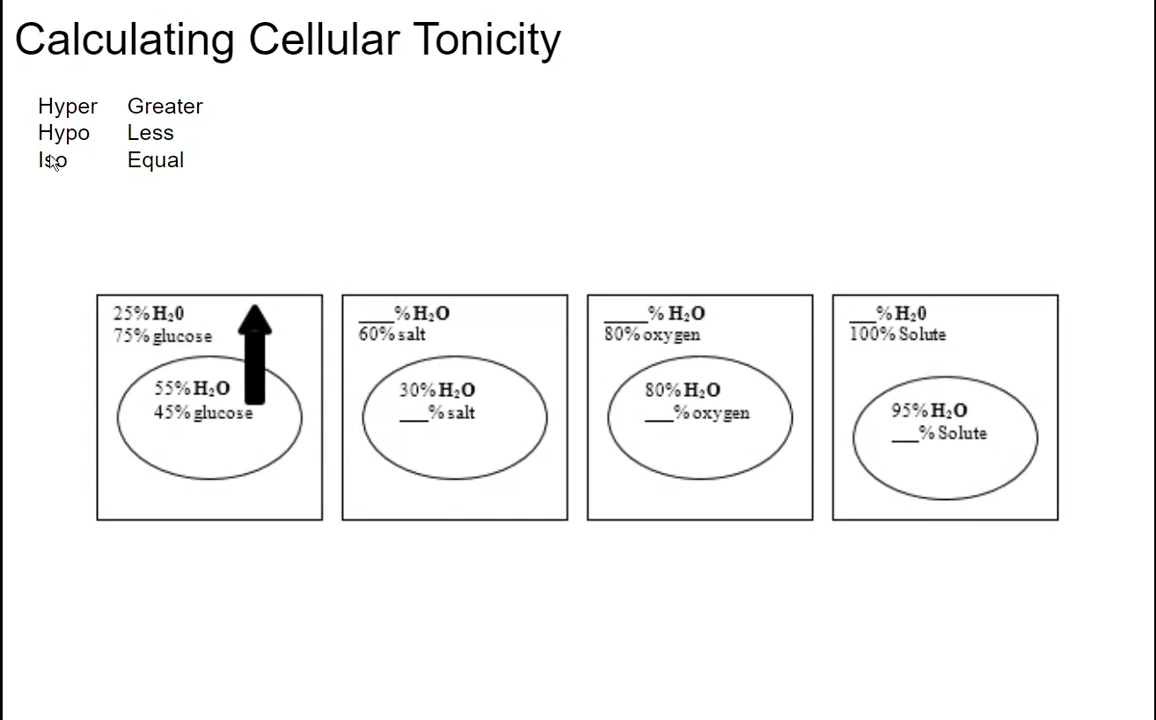 Calculating Cellular Tonicity
Hyper Greater
Hypo Less
Iso Equal
25% H₂0
75% glucose
55% H₂O
45% glucose
____% H₂O
60% salt
30% H₂O
___% salt
_____% H₂O
80% oxygen
80% H₂O
___% oxygen
___% H₂0
100% Solute
95% H₂O
___% Solute